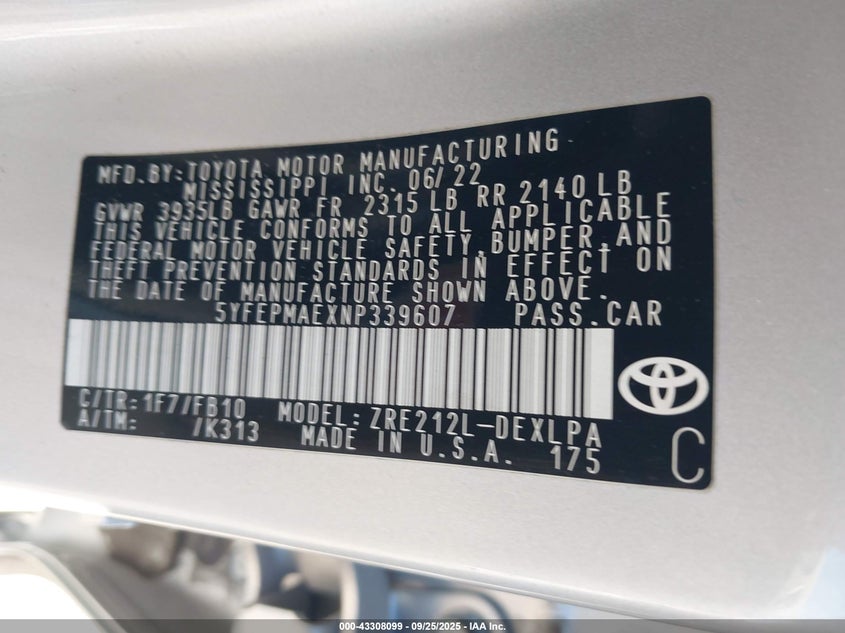 MFD.BY:TOYOTA MOTOR MANUFACTURING
MISSISSIPPI INC. 06/22
GVWR 3935LB GAWR FR 2315 LB RR 2140 LB
THIS VEHICLE CONFORMS TO ALL APPLICABLE
FEDERAL MOTOR VEHICLE SAFETY,BUMPER,AND
THEFT PREVENTION STANDARDS IN EFFECT ON
THE DATE OF MANUFACTURE SHOWN ABOVE.
5YFEPMAEXNP339607 PASS.CAR
C/TR:1F7/FB10 MODEL:ZRE212L-DEXLPA
A/TM: /K313 MADE IN U.S.A. 175
C
000-43308099 | 09/25/2025 | © IAA Inc.